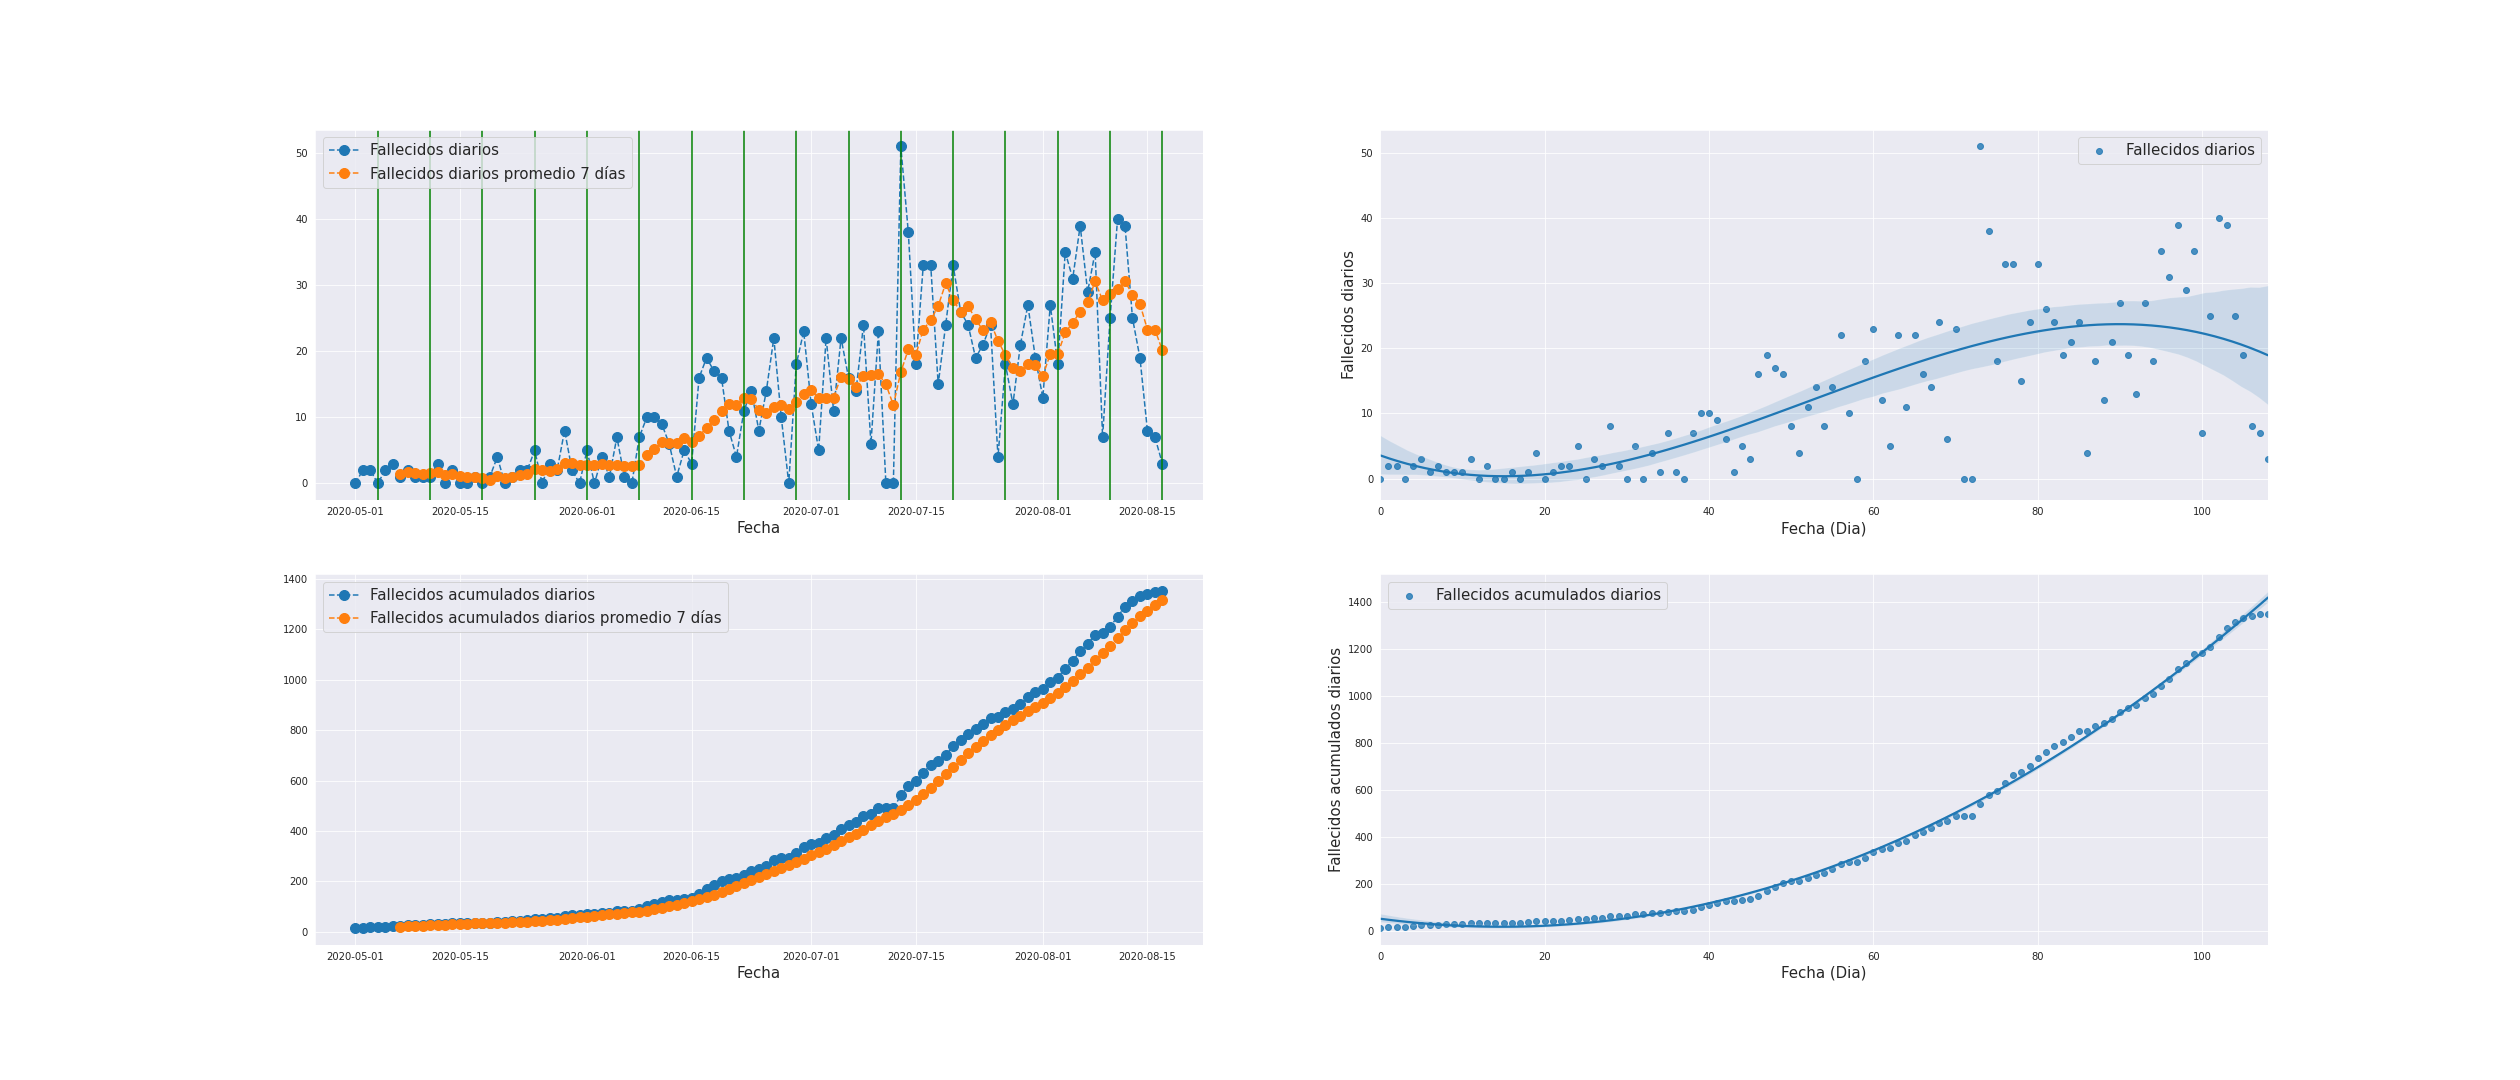 Fallecidos diarios
Fallecidos diarios promedio 7 días
50
40
30
20
10
0
2020-05-01 2020-05-15 2020-06-01 2020-06-15 2020-07-01 2020-07-15 2020-08-01 2020-08-15
Fecha
Fallecidos diarios
Fallecidos diarios
50
40
30
20
10
0
0 20 40 60 80 100
Fecha (Dia)
Fallecidos acumulados diarios
Fallecidos acumulados diarios promedio 7 días
1400
1200
1000
800
600
400
200
0
2020-05-01 2020-05-15 2020-06-01 2020-06-15 2020-07-01 2020-07-15 2020-08-01 2020-08-15
Fecha
Fallecidos acumulados diarios
Fallecidos acumulados diarios
1400
1200
1000
800
600
400
200
0
0 20 40 60 80 100
Fecha (Dia)